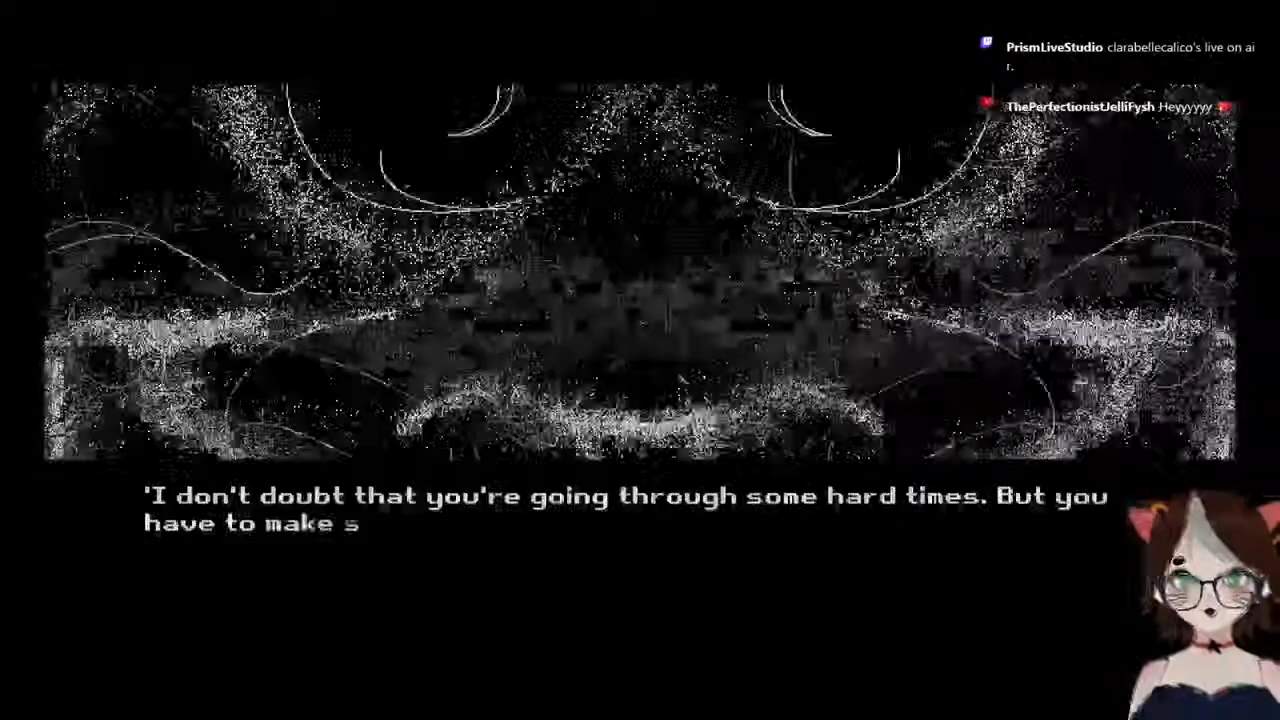 PrismLiveStudio clarabellecalico's live on ai
r.
ThePerfectionistJelliFysh Heyyyyyy
'I don't doubt that you're going through some hard times. But you
have to make s